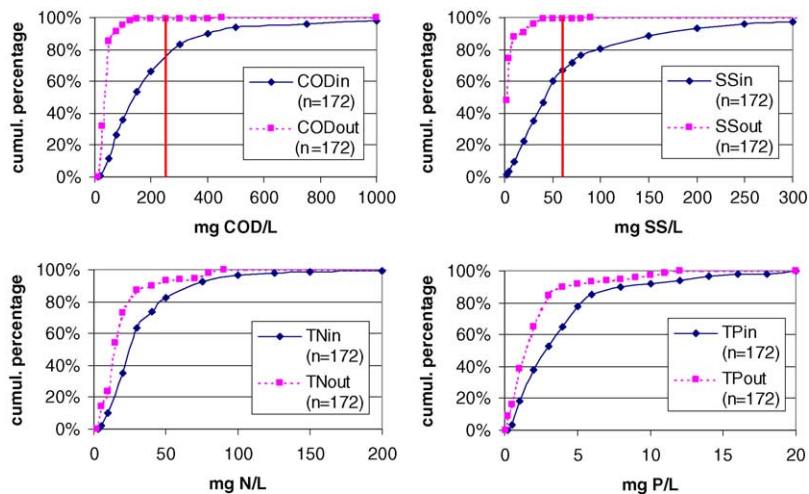 cumul. percentage
100%
80%
60%
40%
20%
0%
CODin
(n=172)
CODout
(n=172)
0 200 400 600 800 1000
mg COD/L
cumul. percentage
100%
80%
60%
40%
20%
0%
SSin
(n=172)
SSout
(n=172)
0 50 100 150 200 250 300
mg SS/L
cumul. percentage
100%
80%
60%
40%
20%
0%
TNin
(n=172)
TNout
(n=172)
0 50 100 150 200
mg N/L
cumul. percentage
100%
80%
60%
40%
20%
0%
TPin
(n=172)
TPout
(n=172)
0 5 10 15 20
mg P/L